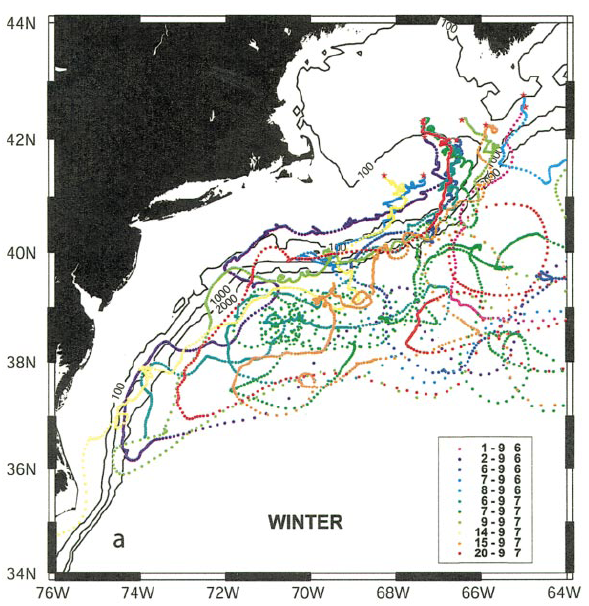 44N
100
42N
100
100
2000
40N
100
1000
2000
38N
100
36N
1 - 9 6
2 - 9 6
6 - 9 6
7 - 9 6
8 - 9 6
6 - 9 7
7 - 9 7
9 - 9 7
14 - 9 7
15 - 9 7
20 - 9 7
WINTER
a
34N
76W 74W 72W 70W 68W 66W 64W